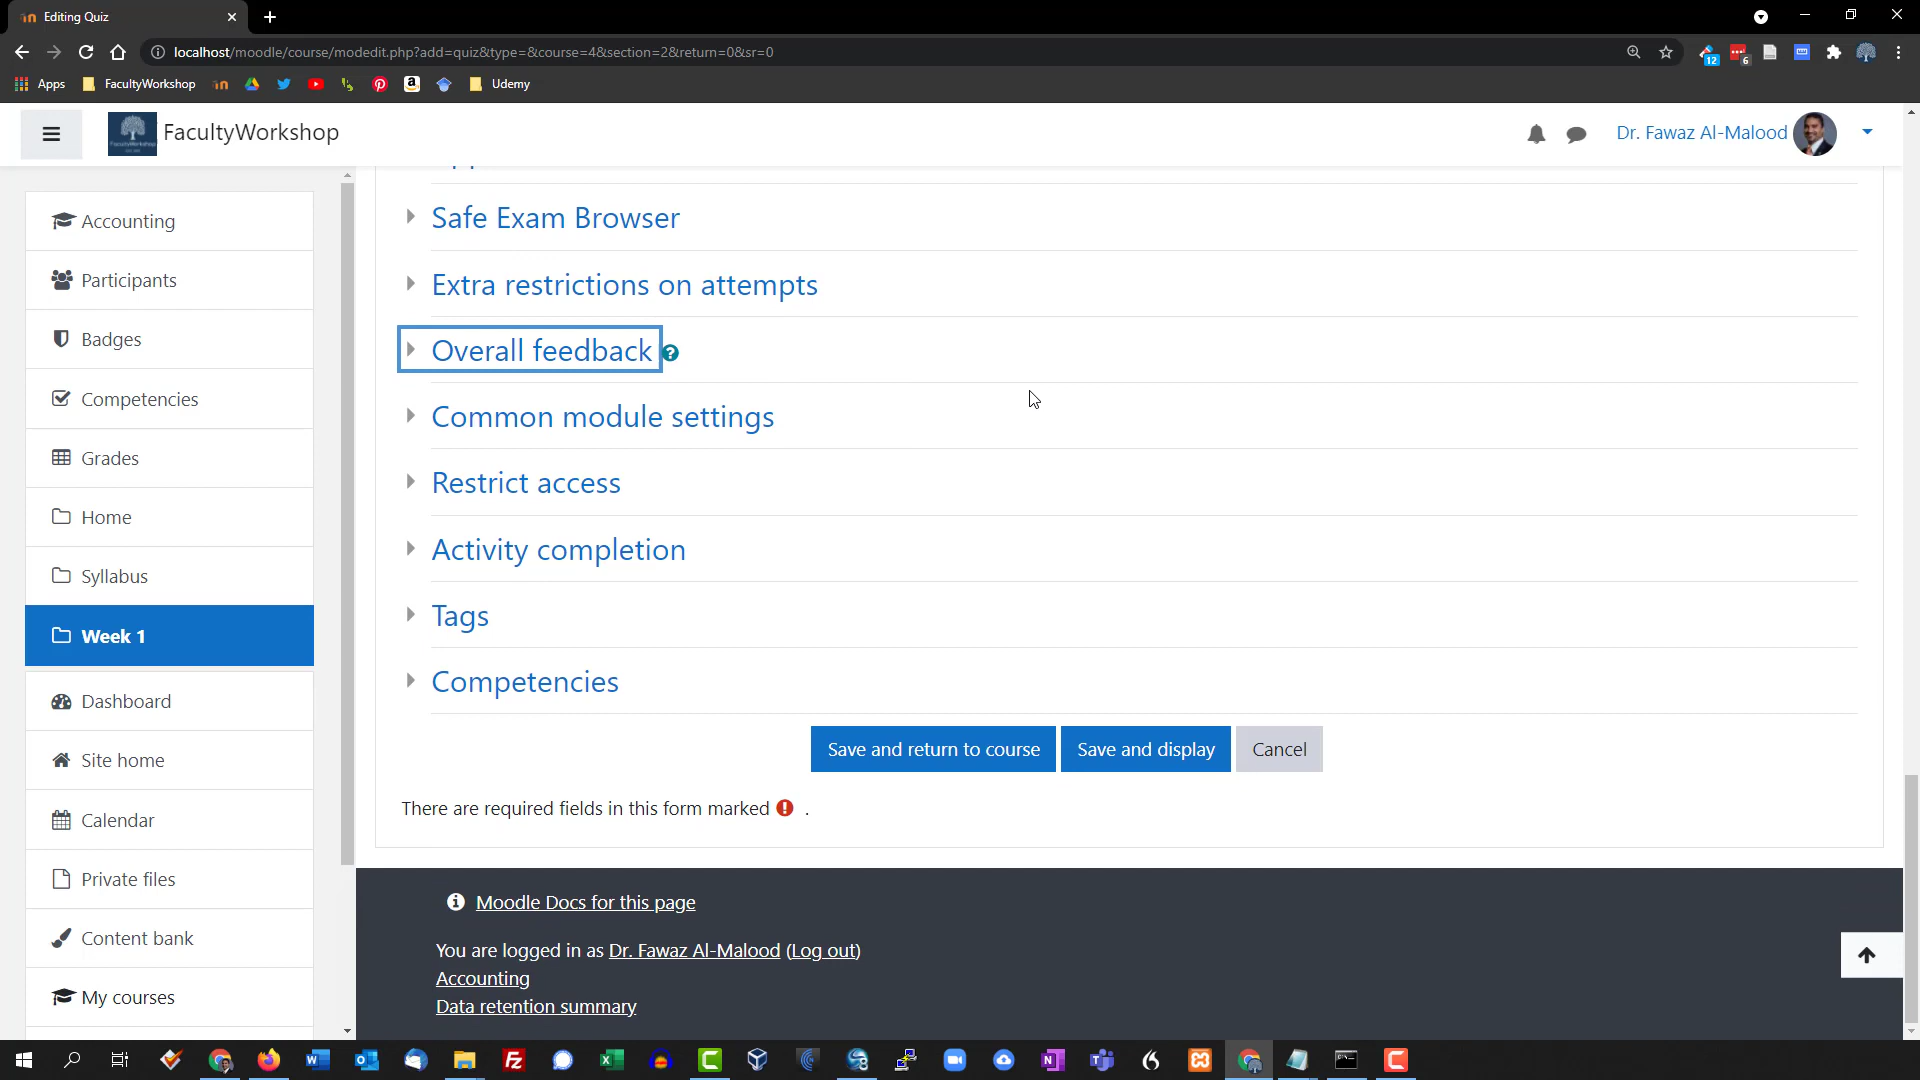 Editing Quiz
localhost/moodle/course/modedit.php?add=quiz&type=&course=4&section=2&return=0&sr=0
12
6
Apps
FacultyWorkshop
Udemy
FacultyWorkshop
Dr. Fawaz Al-Malood
Accounting
Participants
Badges
Competencies
Grades
Home
Syllabus
Week 1
Dashboard
Site home
Calendar
Private files
Content bank
My courses
Safe Exam Browser
Extra restrictions on attempts
Overall feedback
Common module settings
Restrict access
Activity completion
Tags
Competencies
Save and return to course
Save and display
Cancel
There are required fields in this form marked .
Moodle Docs for this page
You are logged in as Dr. Fawaz Al-Malood (Log out)
Accounting
Data retention summary